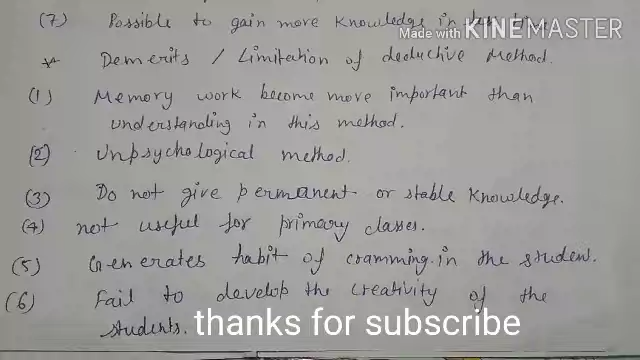 (7) Possible to gain more knowledge in
Made with KINEMASTER
* Demerits / Limitation of deductive Method.
(1) Memory work become more important than
understanding in this method.
(2) Unpsychological method.
(3) Do not give permanent or stable knowledge.
(4) not useful for primary classes.
(5) Generates habit of cramming in the student.
(6) Fail to develop the creativity of the
students.
thanks for subscribe